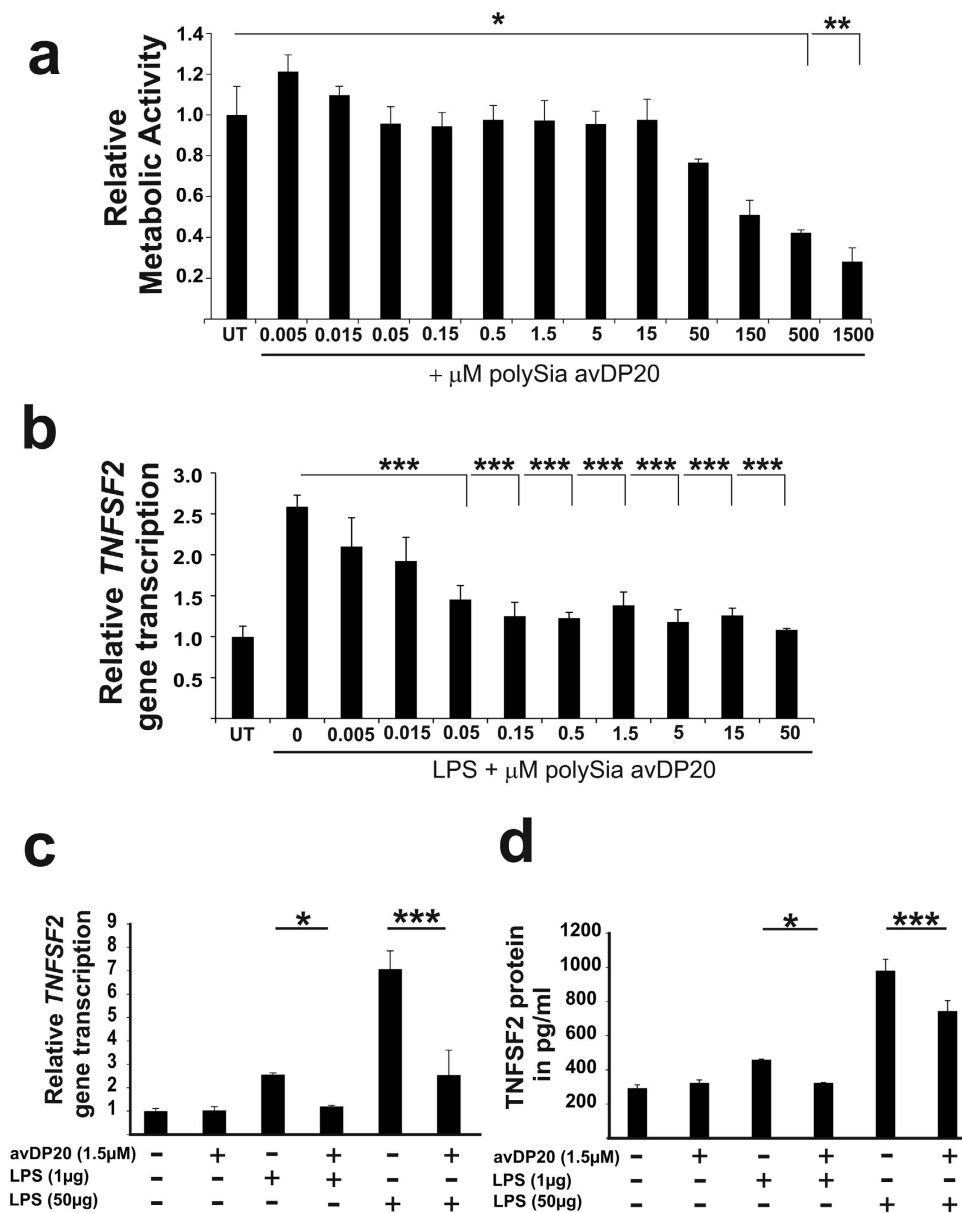 a
* **
Relative
Metabolic Activity
1.4
1.2
1.0
0.8
0.6
0.4
0.2
UT 0.005 0.015 0.05 0.15 0.5 1.5 5 15 50 150 500 1500
+ μM polySia avDP20
b
*** *** *** *** *** *** ***
Relative TNFSF2
gene transcription
3.0
2.5
2.0
1.5
1.0
0.5
UT 0 0.005 0.015 0.05 0.15 0.5 1.5 5 15 50
LPS + μM polySia avDP20
c
* ***
Relative TNFSF2
gene transcription
9
8
7
6
5
4
3
2
1
avDP20 (1.5μM) - + - + - +
LPS (1μg) - - + + - -
LPS (50μg) - - - - + +
d
* ***
TNFSF2 protein
in pg/ml
1200
1000
800
600
400
200
avDP20 (1.5μM) - + - + - +
LPS (1μg) - - + + - -
LPS (50μg) - - - - + +